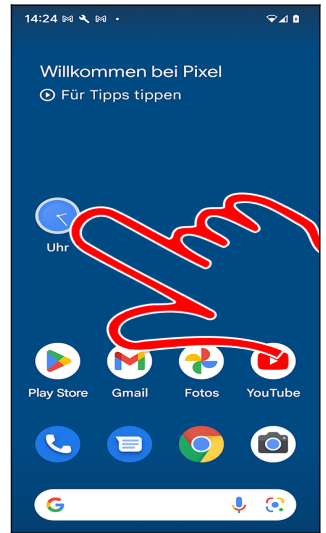 14:24
Willkommen bei Pixel
Für Tipps tippen
Uhr
Play Store Gmail Fotos YouTube